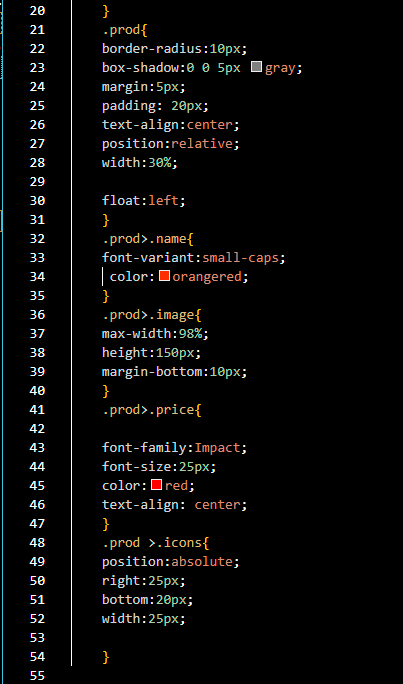 20 }
21 .prod{
22 border-radius:10px;
23 box-shadow:0 0 5px gray;
24 margin:5px;
25 padding: 20px;
26 text-align:center;
27 position:relative;
28 width:30%;
29
30 float:left;
31 }
32 .prod>.name{
33 font-variant:small-caps;
34 color:orangered;
35 }
36 .prod>.image{
37 max-width:98%;
38 height:150px;
39 margin-bottom:10px;
40 }
41 .prod>.price{
42
43 font-family:Impact;
44 font-size:25px;
45 color:red;
46 text-align: center;
47 }
48 .prod >.icons{
49 position:absolute;
50 right:25px;
51 bottom:20px;
52 width:25px;
53
54 }
55